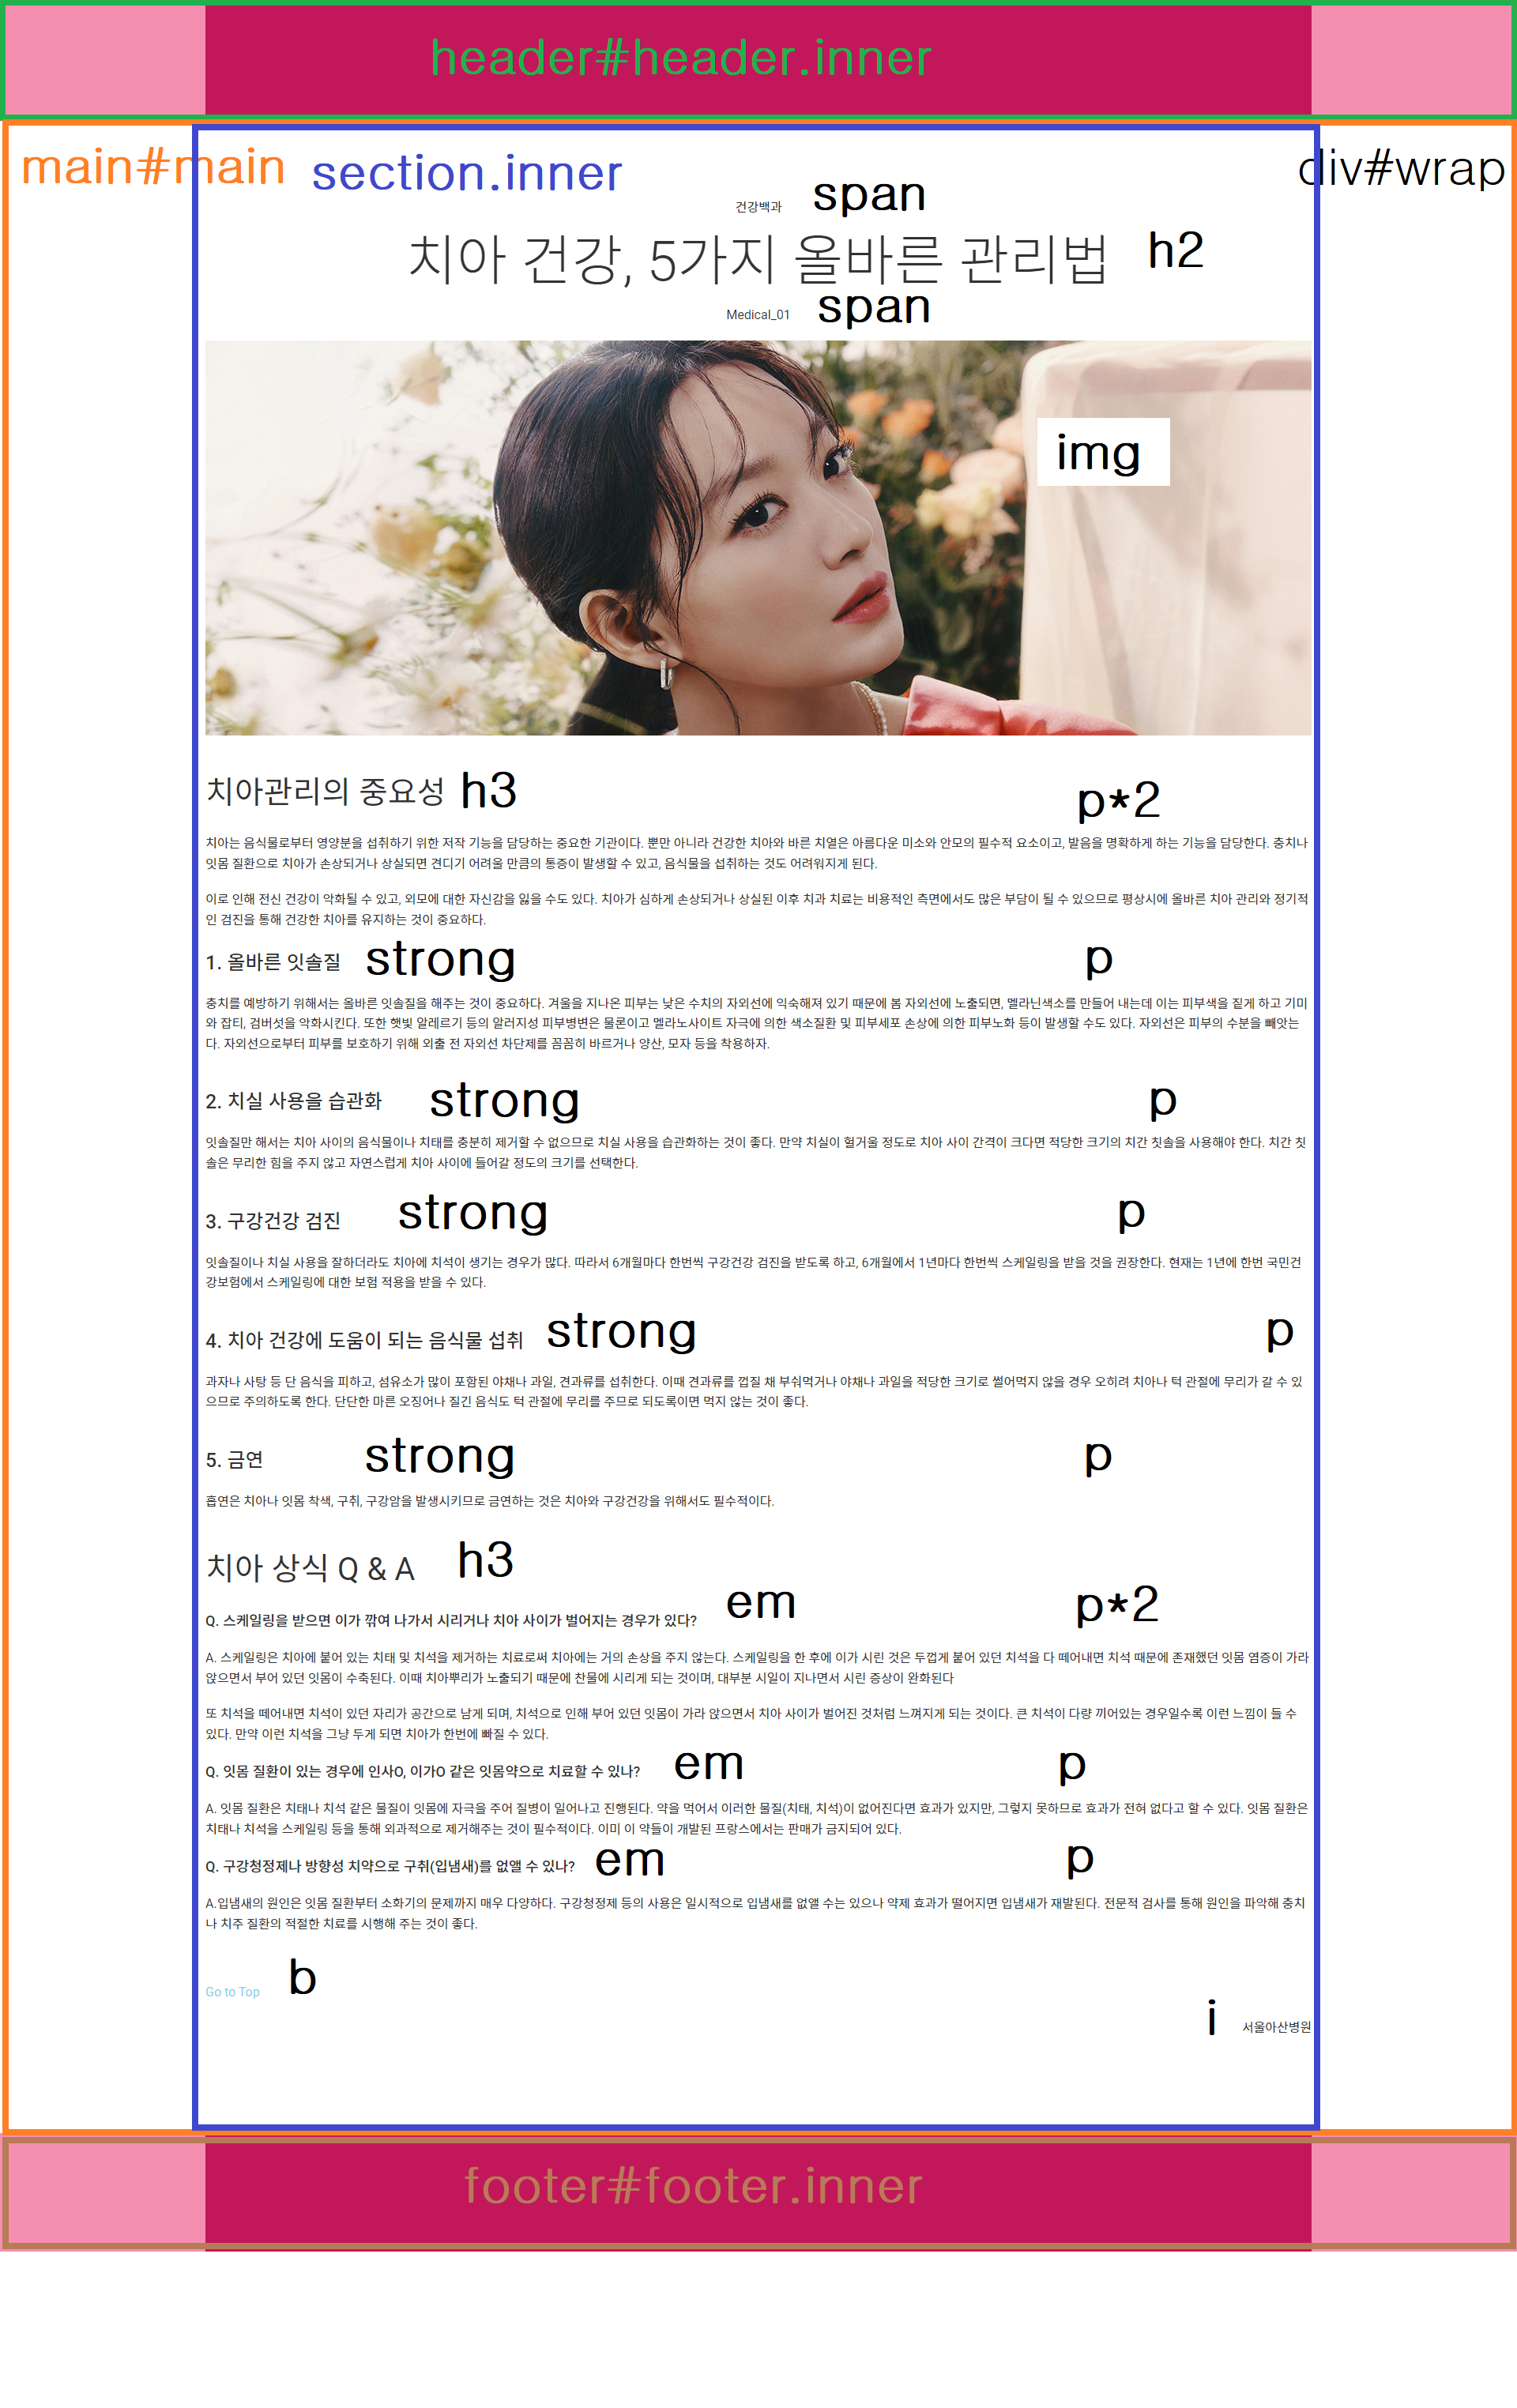 header#header.inner
main#main
section.inner
div#wrap
건강백과
span
치아 건강, 5가지 올바른 관리법
h2
Medical_01
span
img
치아관리의 중요성
h3
p*2
치아는 음식물로부터 영양분을 섭취하기 위한 저작 기능을 담당하는 중요한 기관이다. 뿐만 아니라 건강한 치아와 바른 치열은 아름다운 미소와 안모의 필수적 요소이고, 발음을 명확하게 하는 기능을 담당한다. 충치나
잇몸 질환으로 치아가 손상되거나 상실되면 견디기 어려울 만큼의 통증이 발생할 수 있고, 음식물을 섭취하는 것도 어려워지게 된다.
이로 인해 전신 건강이 악화될 수 있고, 외모에 대한 자신감을 잃을 수도 있다. 치아가 심하게 손상되거나 상실된 이후 치과 치료는 비용적인 측면에서도 많은 부담이 될 수 있으므로 평상시에 올바른 치아 관리와 정기적
인 검진을 통해 건강한 치아를 유지하는 것이 중요하다.
1. 올바른 잇솔질
strong
p
충치를 예방하기 위해서는 올바른 잇솔질을 해주는 것이 중요하다. 겨울을 지나온 피부는 낮은 수치의 자외선에 익숙해져 있기 때문에 봄 자외선에 노출되면, 멜라닌색소를 만들어 내는데 이는 피부색을 짙게 하고 기미
와 잡티, 검버섯을 악화시킨다. 또한 햇빛 알레르기 등의 알러지성 피부병변은 물론이고 멜라노사이트 자극에 의한 색소질환 및 피부세포 손상에 의한 피부노화 등이 발생할 수도 있다. 자외선은 피부의 수분을 빼앗는
다. 자외선으로부터 피부를 보호하기 위해 외출 전 자외선 차단제를 꼼꼼히 바르거나 양산, 모자 등을 착용하자.
2. 치실 사용을 습관화
strong
p
잇솔질만 해서는 치아 사이의 음식물이나 치태를 충분히 제거할 수 없으므로 치실 사용을 습관화하는 것이 좋다. 만약 치실이 헐거울 정도로 치아 사이 간격이 크다면 적당한 크기의 치간 칫솔을 사용해야 한다. 치간 칫
솔은 무리한 힘을 주지 않고 자연스럽게 치아 사이에 들어갈 정도의 크기를 선택한다.
3. 구강건강 검진
strong
p
잇솔질이나 치실 사용을 잘하더라도 치아에 치석이 생기는 경우가 많다. 따라서 6개월마다 한번씩 구강건강 검진을 받도록 하고, 6개월에서 1년마다 한번씩 스케일링을 받을 것을 권장한다. 현재는 1년에 한번 국민건
강보험에서 스케일링에 대한 보험 적용을 받을 수 있다.
4. 치아 건강에 도움이 되는 음식물 섭취
strong
p
과자나 사탕 등 단 음식을 피하고, 섬유소가 많이 포함된 야채나 과일, 견과류를 섭취한다. 이때 견과류를 껍질 채 부숴먹거나 야채나 과일을 적당한 크기로 썰어먹지 않을 경우 오히려 치아나 턱 관절에 무리가 갈 수 있
으므로 주의하도록 한다. 단단한 마른 오징어나 질긴 음식도 턱 관절에 무리를 주므로 되도록이면 먹지 않는 것이 좋다.
5. 금연
strong
p
흡연은 치아나 잇몸 착색, 구취, 구강암을 발생시키므로 금연하는 것은 치아와 구강건강을 위해서도 필수적이다.
치아 상식 Q & A
h3
Q. 스케일링을 받으면 이가 깎여 나가서 시리거나 치아 사이가 벌어지는 경우가 있다?
em
p*2
A. 스케일링은 치아에 붙어 있는 치태 및 치석을 제거하는 치료로써 치아에는 거의 손상을 주지 않는다. 스케일링을 한 후에 이가 시린 것은 두껍게 붙어 있던 치석을 다 떼어내면 치석 때문에 존재했던 잇몸 염증이 가라
앉으면서 부어 있던 잇몸이 수축된다. 이때 치아뿌리가 노출되기 때문에 찬물에 시리게 되는 것이며, 대부분 시일이 지나면서 시린 증상이 완화된다
또 치석을 떼어내면 치석이 있던 자리가 공간으로 남게 되며, 치석으로 인해 부어 있던 잇몸이 가라 앉으면서 치아 사이가 벌어진 것처럼 느껴지게 되는 것이다. 큰 치석이 다량 끼어있는 경우일수록 이런 느낌이 들 수
있다. 만약 이런 치석을 그냥 두게 되면 치아가 한번에 빠질 수 있다.
Q. 잇몸 질환이 있는 경우에 인사O, 이가O 같은 잇몸약으로 치료할 수 있나?
em
p
A. 잇몸 질환은 치태나 치석 같은 물질이 잇몸에 자극을 주어 질병이 일어나고 진행된다. 약을 먹어서 이러한 물질(치태, 치석)이 없어진다면 효과가 있지만, 그렇지 못하므로 효과가 전혀 없다고 할 수 있다. 잇몸 질환은
치태나 치석을 스케일링 등을 통해 외과적으로 제거해주는 것이 필수적이다. 이미 이 약들이 개발된 프랑스에서는 판매가 금지되어 있다.
Q. 구강청정제나 방향성 치약으로 구취(입냄새)를 없앨 수 있나?
em
p
A.입냄새의 원인은 잇몸 질환부터 소화기의 문제까지 매우 다양하다. 구강청정제 등의 사용은 일시적으로 입냄새를 없앨 수는 있으나 약제 효과가 떨어지면 입냄새가 재발된다. 전문적 검사를 통해 원인을 파악해 충치
나 치주 질환의 적절한 치료를 시행해 주는 것이 좋다.
Go to Top
b
i
서울아산병원
footer#footer.inner